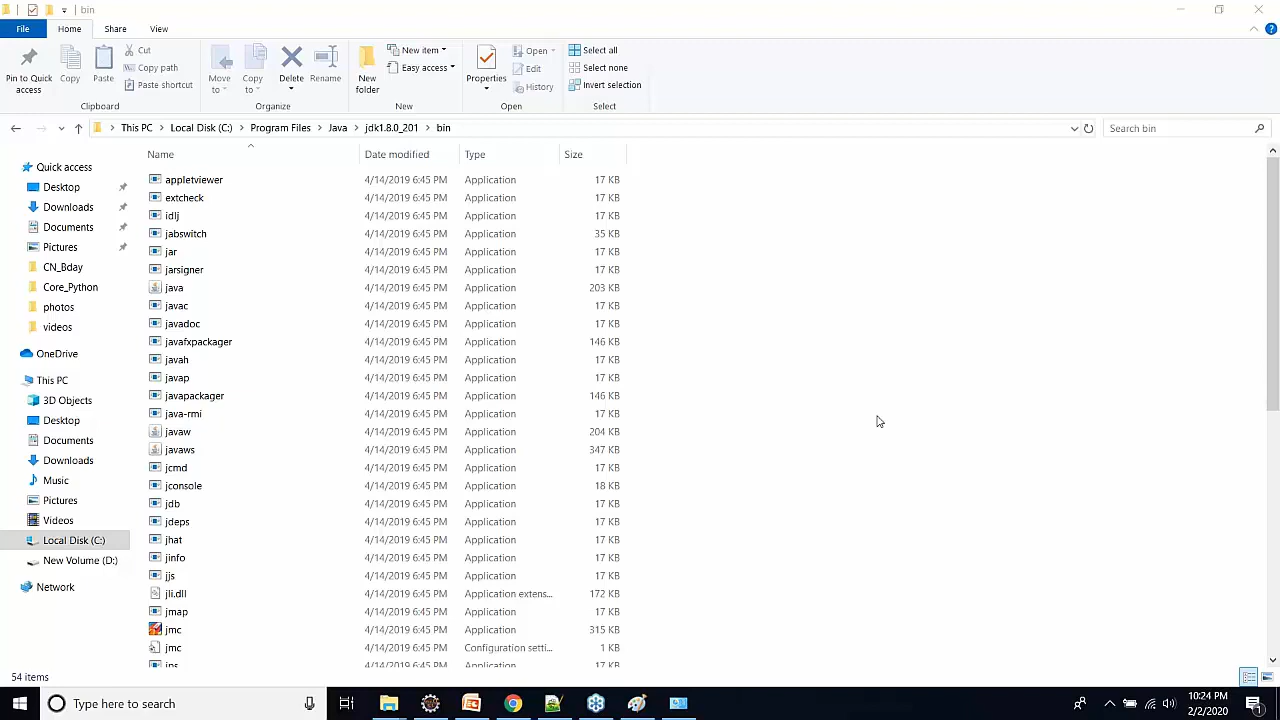 bin
File Home Share View
Pin to Quick access
Copy
Paste
Cut
Copy path
Paste shortcut
Clipboard
Move to
Copy to
Delete
Rename
Organize
New folder
New item
Easy access
New
Properties
Open
Edit
History
Open
Select all
Select none
Invert selection
Select
This PC > Local Disk (C:) > Program Files > Java > jdk1.8.0_201 > bin
Search bin
Quick access
Desktop
Downloads
Documents
Pictures
CN_Bday
Core_Python
photos
videos
OneDrive
This PC
3D Objects
Desktop
Documents
Downloads
Music
Pictures
Videos
Local Disk (C:)
New Volume (D:)
Network
Name Date modified Type Size
appletviewer 4/14/2019 6:45 PM Application 17 KB
extcheck 4/14/2019 6:45 PM Application 17 KB
idlj 4/14/2019 6:45 PM Application 17 KB
jabswitch 4/14/2019 6:45 PM Application 35 KB
jar 4/14/2019 6:45 PM Application 17 KB
jarsigner 4/14/2019 6:45 PM Application 17 KB
java 4/14/2019 6:45 PM Application 203 KB
javac 4/14/2019 6:45 PM Application 17 KB
javadoc 4/14/2019 6:45 PM Application 17 KB
javafxpackager 4/14/2019 6:45 PM Application 146 KB
javah 4/14/2019 6:45 PM Application 17 KB
javap 4/14/2019 6:45 PM Application 17 KB
javapackager 4/14/2019 6:45 PM Application 146 KB
java-rmi 4/14/2019 6:45 PM Application 17 KB
javaw 4/14/2019 6:45 PM Application 204 KB
javaws 4/14/2019 6:45 PM Application 347 KB
jcmd 4/14/2019 6:45 PM Application 17 KB
jconsole 4/14/2019 6:45 PM Application 18 KB
jdb 4/14/2019 6:45 PM Application 17 KB
jdeps 4/14/2019 6:45 PM Application 17 KB
jhat 4/14/2019 6:45 PM Application 17 KB
jinfo 4/14/2019 6:45 PM Application 17 KB
jjs 4/14/2019 6:45 PM Application 17 KB
jli.dll 4/14/2019 6:45 PM Application extens... 172 KB
jmap 4/14/2019 6:45 PM Application 17 KB
jmc 4/14/2019 6:45 PM Application 315 KB
jmc 4/14/2019 6:45 PM Configuration setti... 1 KB
jps 4/14/2019 6:45 PM Application 17 KB
54 items
Type here to search
10:24 PM
2/2/2020